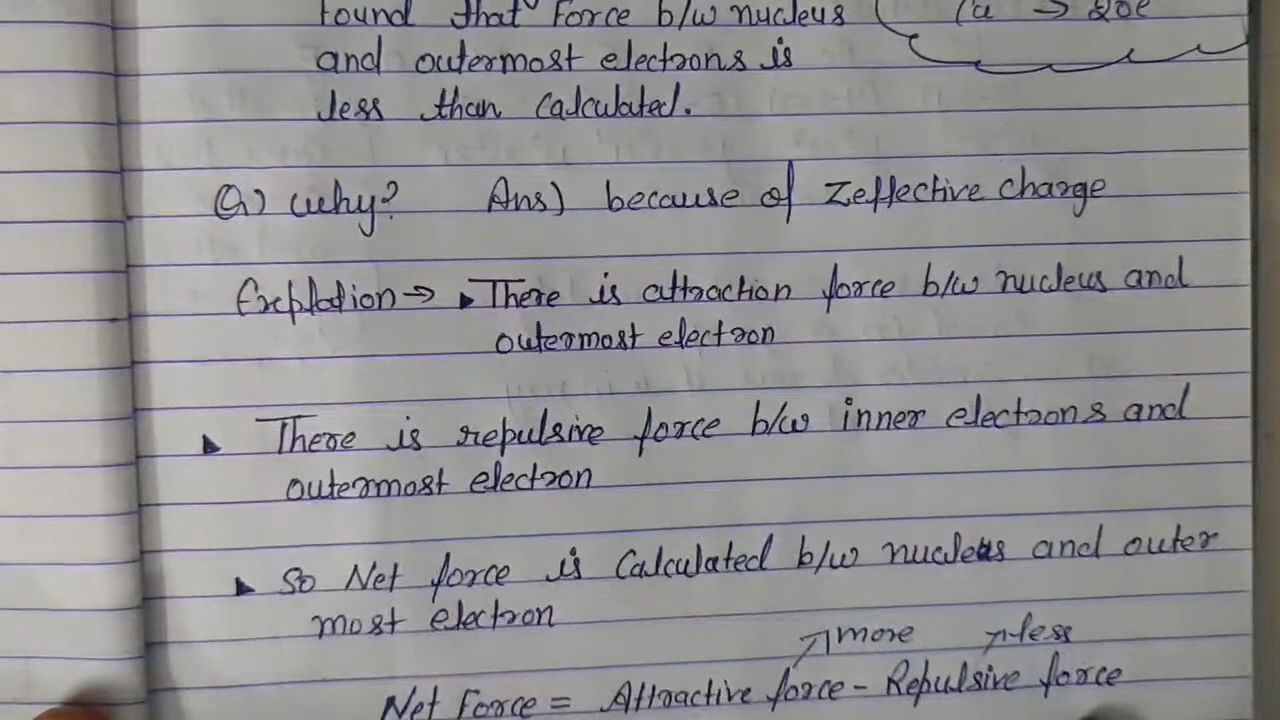 found that Force b/w nucleus
and outermost electrons is
less than Calculated.
Q) Why? Ans) because of Zeffective charge
Explation → There is attraction force b/w nucleus and
outermost electron
There is repulsive force b/w inner electrons and
outermost electron
So Net force is Calculated b/w nucleus and outer
most electron
more less
Net Force = Attractive force - Repulsive force